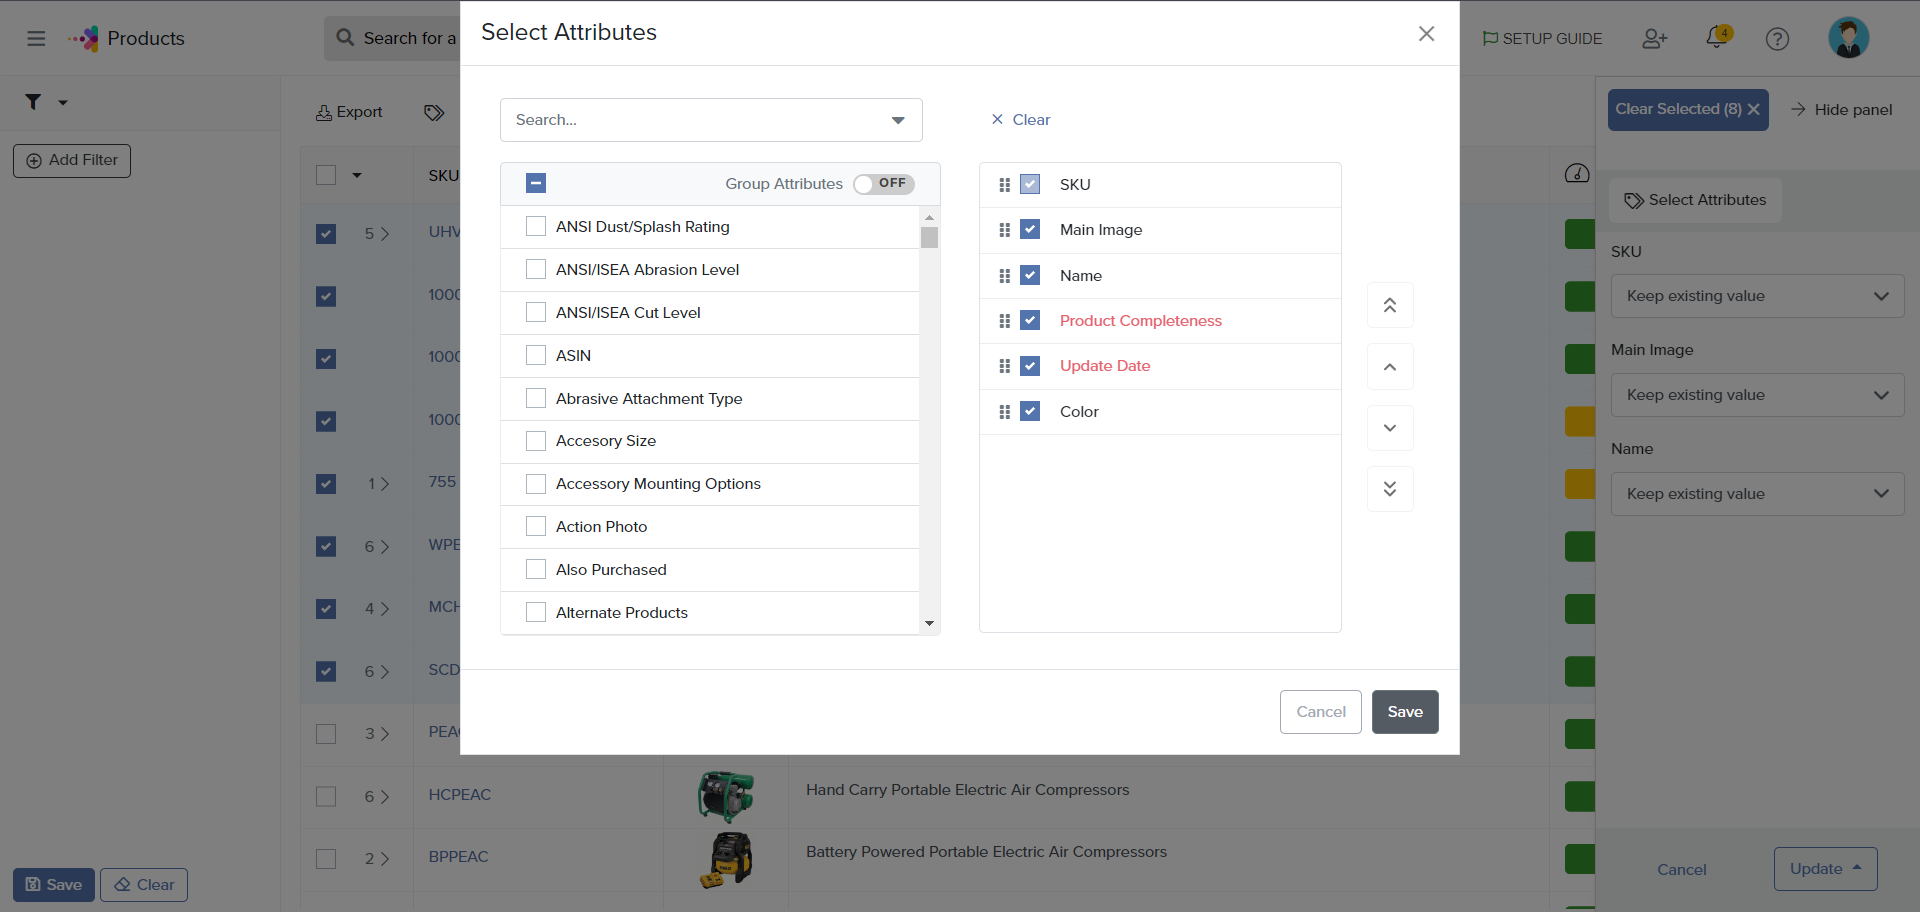 Products
Search for a
Select Attributes
SETUP GUIDE
4
Export
Clear Selected (8)
Hide panel
Search...
Clear
Add Filter
SKU
Group Attributes
OFF
ANSI Dust/Splash Rating
ANSI/ISEA Abrasion Level
ANSI/ISEA Cut Level
ASIN
Abrasive Attachment Type
Accesory Size
Accessory Mounting Options
Action Photo
Also Purchased
Alternate Products
SKU
Main Image
Name
Product Completeness
Update Date
Color
Cancel
Save
Select Attributes
SKU
Keep existing value
Main Image
Keep existing value
Name
Keep existing value
5 UHV
1000
1000
1000
1 755
6 WPE
4 MCH
6 SCD
3 PEA
6 HCPEAC
Hand Carry Portable Electric Air Compressors
2 BPPEAC
Battery Powered Portable Electric Air Compressors
Save
Clear
Cancel
Update